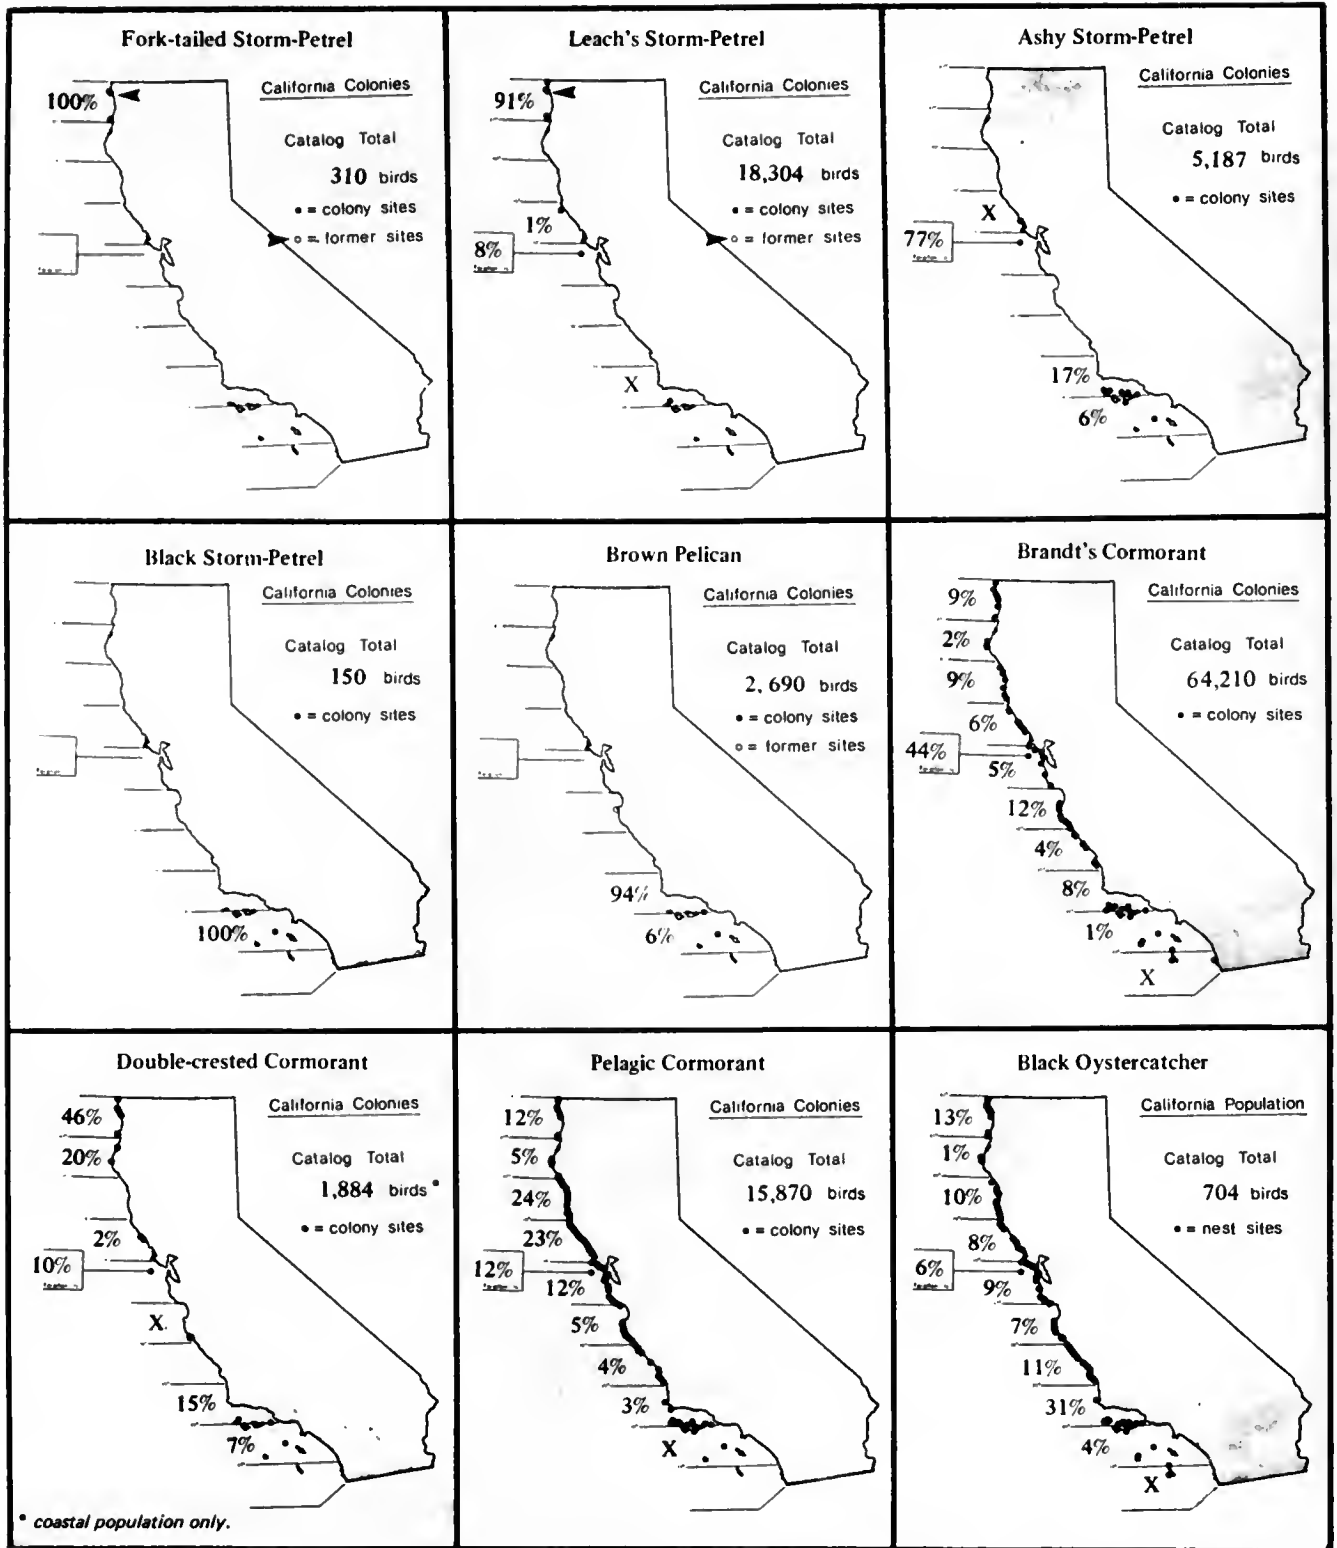 Fork-tailed Storm-Petrel
California Colonies
100%
Catalog Total
310 birds
• = colony sites
o = former sites
Leach's Storm-Petrel
California Colonies
91%
Catalog Total
18,304 birds
• = colony sites
o = former sites
1%
8%
X
Ashy Storm-Petrel
California Colonies
Catalog Total
5,187 birds
• = colony sites
X
77%
17%
6%
Black Storm-Petrel
California Colonies
Catalog Total
150 birds
• = colony sites
100%
Brown Pelican
California Colonies
Catalog Total
2,690 birds
• = colony sites
o = former sites
94%
6%
Brandt's Cormorant
California Colonies
9%
2%
Catalog Total
9%
64,210 birds
• = colony sites
6%
44%
5%
12%
4%
8%
1%
X
Double-crested Cormorant
California Colonies
46%
20%
Catalog Total
1,884 birds *
• = colony sites
2%
10%
X
15%
7%
* coastal population only.
Pelagic Cormorant
California Colonies
12%
5%
Catalog Total
24%
15,870 birds
• = colony sites
23%
12%
12%
5%
4%
3%
X
Black Oystercatcher
California Population
13%
1%
Catalog Total
10%
704 birds
• = nest sites
8%
6%
9%
7%
11%
31%
4%
X